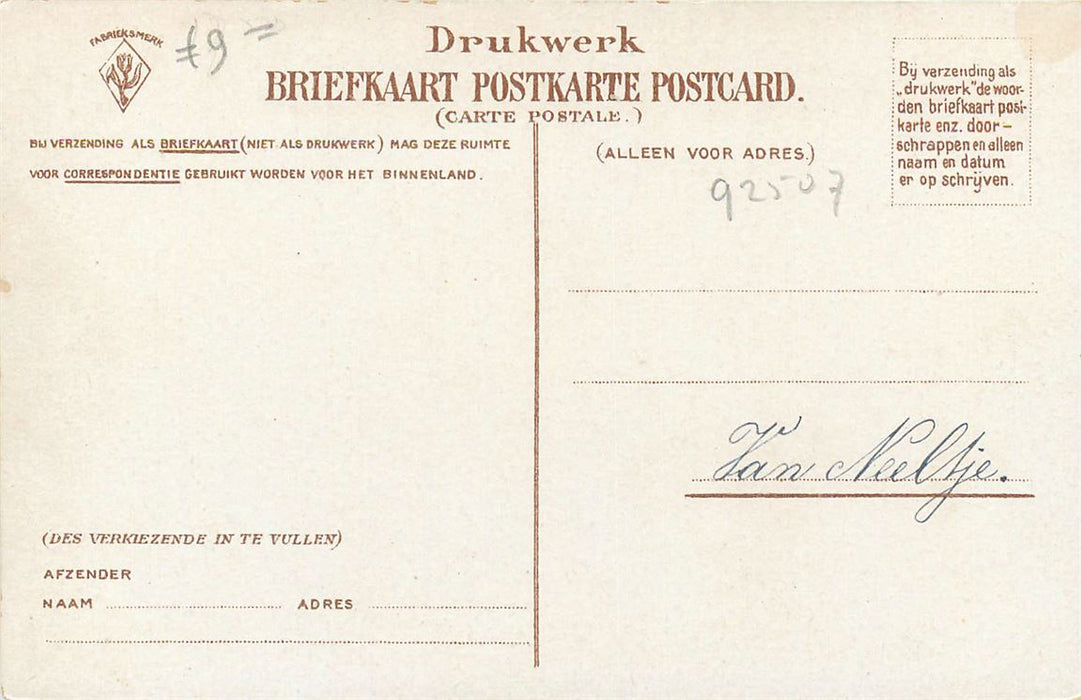 FABRIEKSMERK
£9 =
Drukwerk
BRIEFKAART POSTKARTE POSTCARD.
(CARTE POSTALE.)
BIJ VERZENDING ALS BRIEFKAART (NIET ALS DRUKWERK) MAG DEZE RUIMTE
VOOR CORRESPONDENTIE GEBRUIKT WORDEN VOOR HET BINNENLAND.
(ALLEEN VOOR ADRES.)
92507
Bij verzending als
„drukwerk" de woor-
den briefkaart post-
karte enz. door-
schrappen en alleen
naam en datum
er op schrijven.
Van Neeltje.
(DES VERKIEZENDE IN TE VULLEN)
AFZENDER
NAAM ADRES